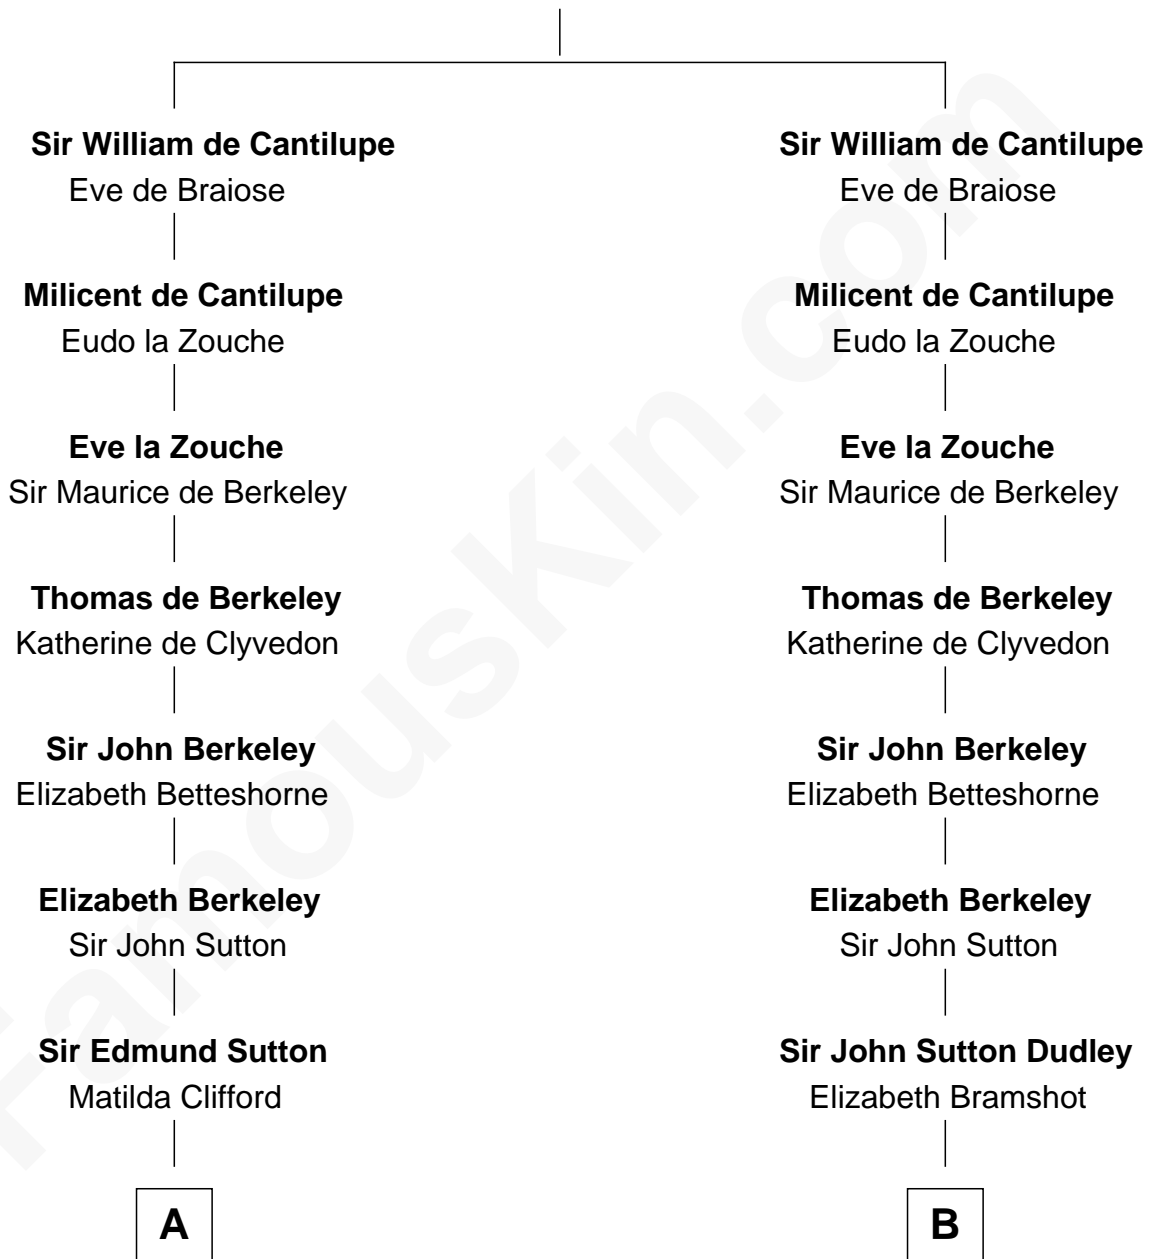 Sir William de Cantilupe
Eve de Braiose
Milicent de Cantilupe
Eudo la Zouche
Eve la Zouche
Sir Maurice de Berkeley
Thomas de Berkeley
Katherine de Clyvedon
Sir John Berkeley
Elizabeth Betteshorne
Elizabeth Berkeley
Sir John Sutton
Sir Edmund Sutton
Matilda Clifford
A
Sir William de Cantilupe
Eve de Braiose
Milicent de Cantilupe
Eudo la Zouche
Eve la Zouche
Sir Maurice de Berkeley
Thomas de Berkeley
Katherine de Clyvedon
Sir John Berkeley
Elizabeth Betteshorne
Elizabeth Berkeley
Sir John Sutton
Sir John Sutton Dudley
Elizabeth Bramshot
B
FamousKin.com